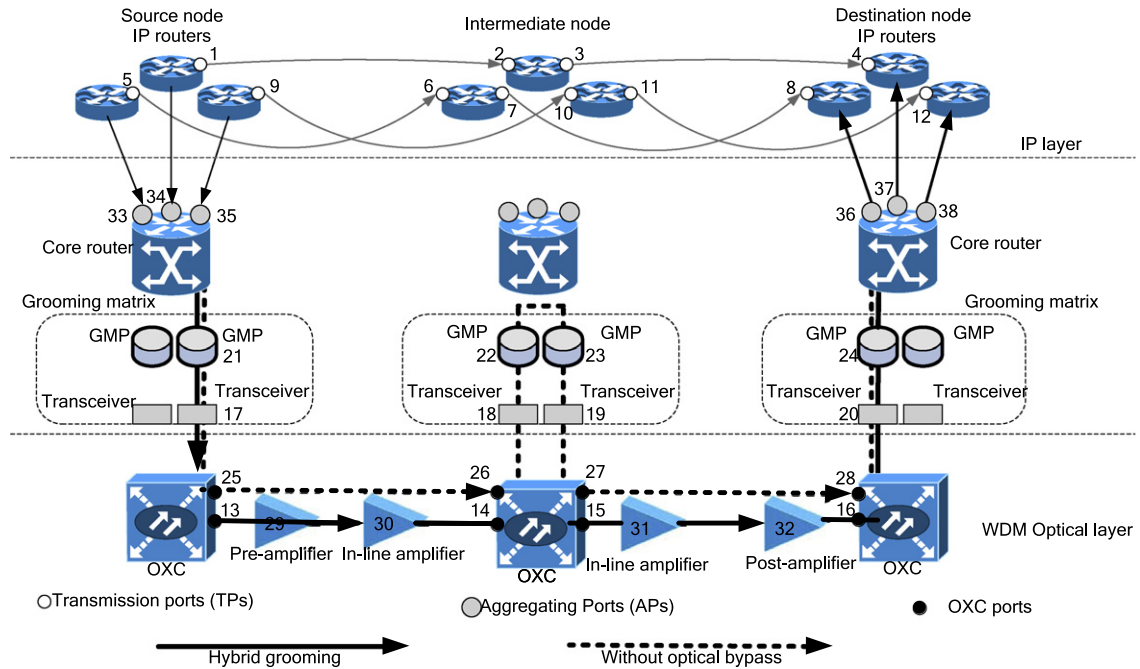 Source node
IP routers
Intermediate node
Destination node
IP routers
1
2
3
4
5
9
6
7
10
11
8
12
IP layer
33
34
35
36
37
38
Core router
Core router
Grooming matrix
Grooming matrix
GMP
GMP
21
GMP
22
GMP
23
GMP
24
GMP
Transceiver
Transceiver
17
Transceiver
18
Transceiver
19
Transceiver
20
Transceiver
25
26
27
28
13
29
30
14
15
31
32
16
WDM Optical layer
Pre-amplifier
In-line amplifier
In-line amplifier
Post-amplifier
OXC
OXC
OXC
Transmission ports (TPs)
Aggregating Ports (APs)
OXC ports
Hybrid grooming
Without optical bypass